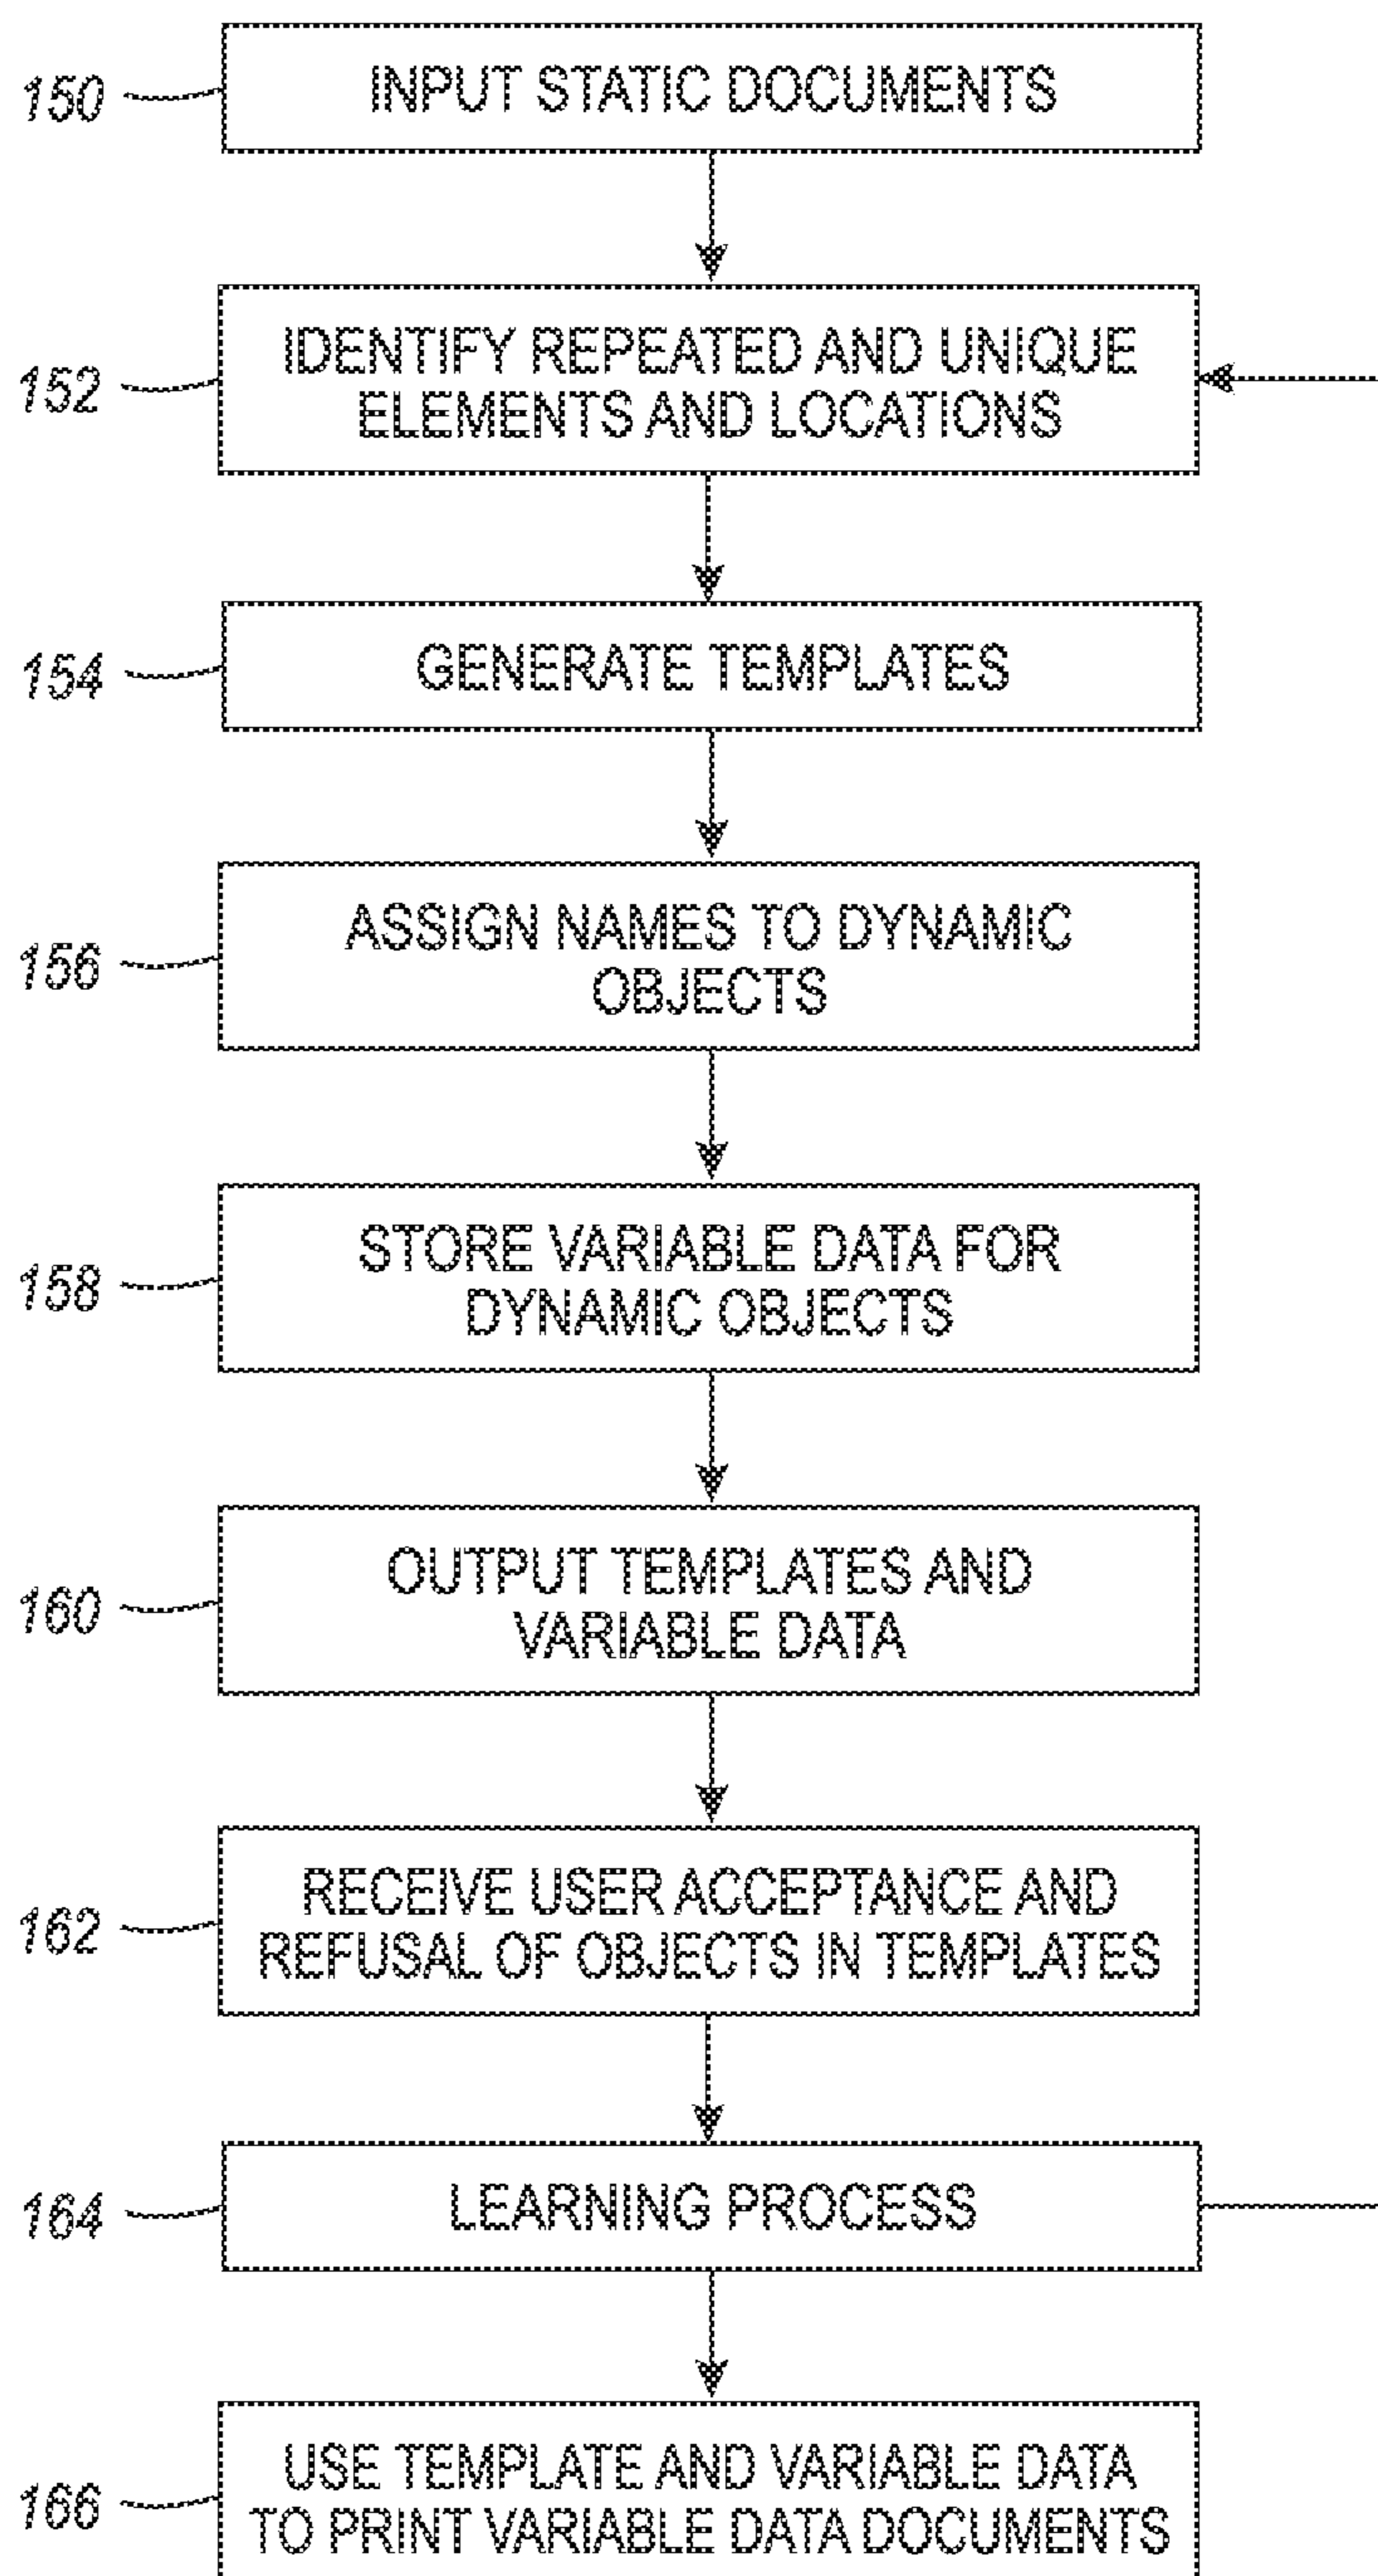 150
INPUT STATIC DOCUMENTS
152
IDENTIFY REPEATED AND UNIQUE
ELEMENTS AND LOCATIONS
154
GENERATE TEMPLATES
156
ASSIGN NAMES TO DYNAMIC
OBJECTS
158
STORE VARIABLE DATA FOR
DYNAMIC OBJECTS
160
OUTPUT TEMPLATES AND
VARIABLE DATA
162
RECEIVE USER ACCEPTANCE AND
REFUSAL OF OBJECTS IN TEMPLATES
164
LEARNING PROCESS
166
USE TEMPLATE AND VARIABLE DATA
TO PRINT VARIABLE DATA DOCUMENTS